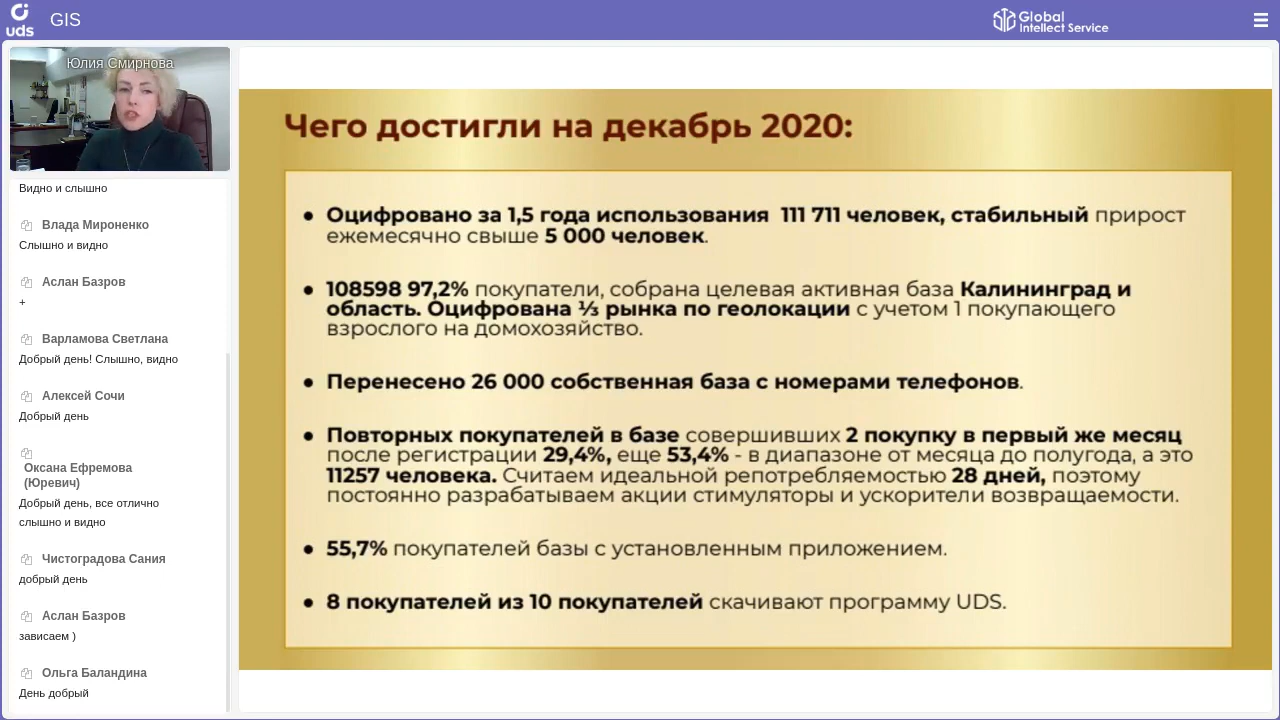 uds
GIS
Global
Intellect Service
Юлия Смирнова
Видно и слышно
Влада Мироненко
Слышно и видно
Аслан Базров
+
Варламова Светлана
Добрый день! Слышно, видно
Алексей Сочи
Добрый день
Оксана Ефремова
(Юревич)
Добрый день, все отлично
слышно и видно
Чистоградова Сания
добрый день
Аслан Базров
зависаем )
Ольга Баландина
День добрый
Чего достигли на декабрь 2020:
● Оцифровано за 1,5 года использования 111 711 человек, стабильный прирост
ежемесячно свыше 5 000 человек.
● 108598 97,2% покупатели, собрана целевая активная база Калининград и
область. Оцифрована ⅓ рынка по геолокации с учетом 1 покупающего
взрослого на домохозяйство.
● Перенесено 26 000 собственная база с номерами телефонов.
● Повторных покупателей в базе совершивших 2 покупку в первый же месяц
после регистрации 29,4%, еще 53,4% - в диапазоне от месяца до полугода, а это
11257 человека. Считаем идеальной репотребляемостью 28 дней, поэтому
постоянно разрабатываем акции стимуляторы и ускорители возвращаемости.
● 55,7% покупателей базы с установленным приложением.
● 8 покупателей из 10 покупателей скачивают программу UDS.